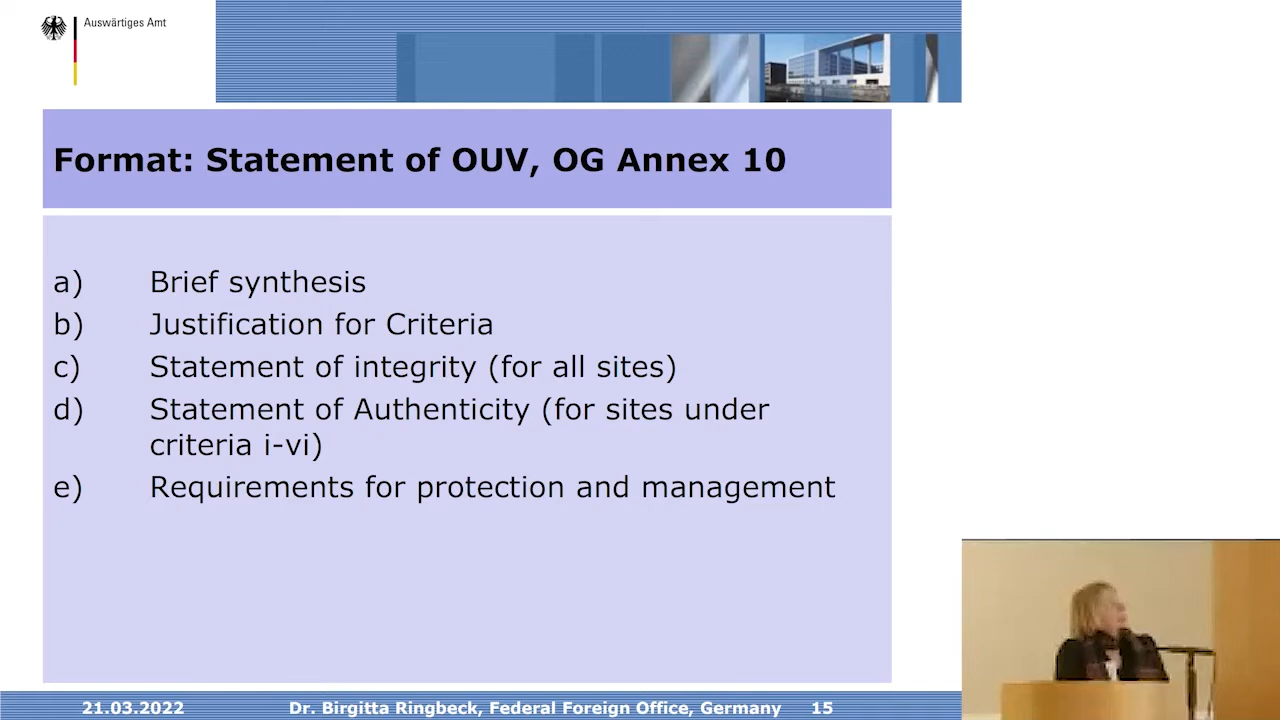 Auswärtiges Amt
Format: Statement of OUV, OG Annex 10
a) Brief synthesis
b) Justification for Criteria
c) Statement of integrity (for all sites)
d) Statement of Authenticity (for sites under
criteria i-vi)
e) Requirements for protection and management
21.03.2022 Dr. Birgitta Ringbeck, Federal Foreign Office, Germany 15